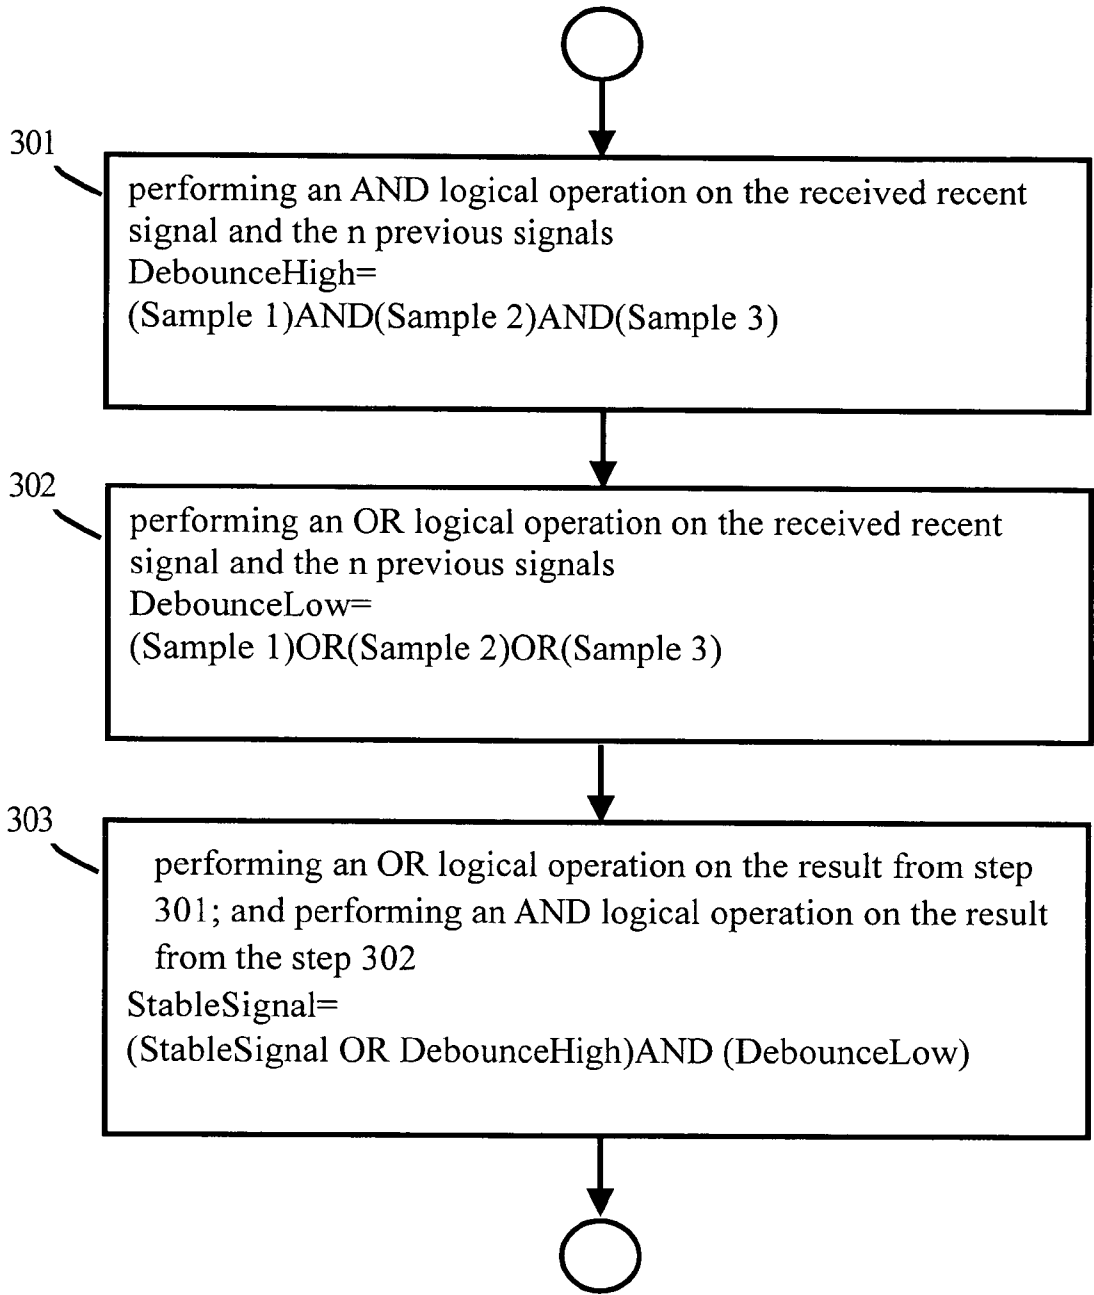 301
performing an AND logical operation on the received recent
signal and the n previous signals
DebounceHigh=
(Sample 1)AND(Sample 2)AND(Sample 3)
302
performing an OR logical operation on the received recent
signal and the n previous signals
DebounceLow=
(Sample 1)OR(Sample 2)OR(Sample 3)
303
performing an OR logical operation on the result from step
301; and performing an AND logical operation on the result
from the step 302
StableSignal=
(StableSignal OR DebounceHigh)AND (DebounceLow)